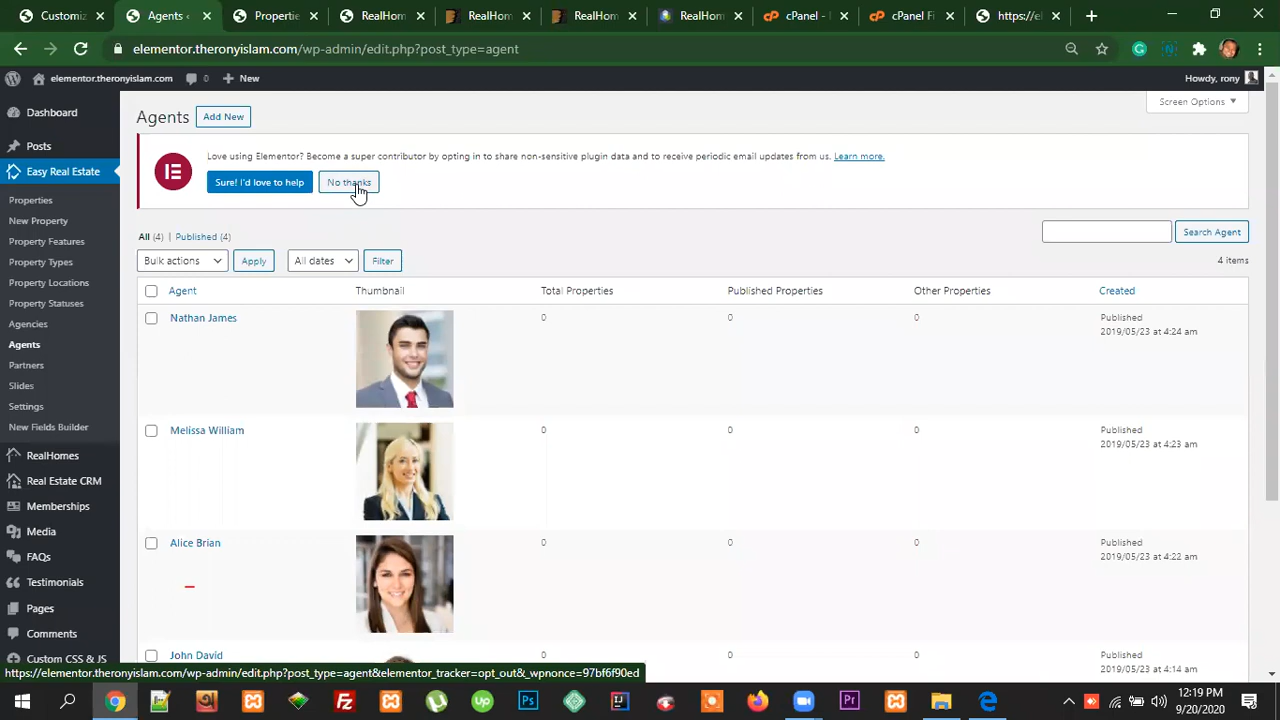 Customiz
Agents ‹
Propertie
RealHom
RealHom
RealHom
RealHom
cPanel -
cPanel Fi
https://el
elementor.theronyislam.com/wp-admin/edit.php?post_type=agent
elementor.theronyislam.com
0
New
Howdy, rony
Dashboard
Posts
Easy Real Estate
Properties
New Property
Property Features
Property Types
Property Locations
Property Statuses
Agencies
Agents
Partners
Slides
Settings
New Fields Builder
RealHomes
Real Estate CRM
Memberships
Media
FAQs
Testimonials
Pages
Comments
Custom CSS & JS
Screen Options
Agents
Add New
Love using Elementor? Become a super contributor by opting in to share non-sensitive plugin data and to receive periodic email updates from us. Learn more.
Sure! I'd love to help
No thanks
All (4) | Published (4)
Search Agent
Bulk actions
Apply
All dates
Filter
4 items
Agent Thumbnail Total Properties Published Properties Other Properties Created
Nathan James 0 0 0 Published
2019/05/23 at 4:24 am
Melissa William 0 0 0 Published
2019/05/23 at 4:23 am
Alice Brian 0 0 0 Published
2019/05/23 at 4:22 am
John David 0 0 0 Published
2019/05/23 at 4:14 am
https://elementor.theronyislam.com/wp-admin/edit.php?post_type=agent&elementor_tracker=opt_out&_wpnonce=97bf6f90ed
12:19 PM
9/20/2020